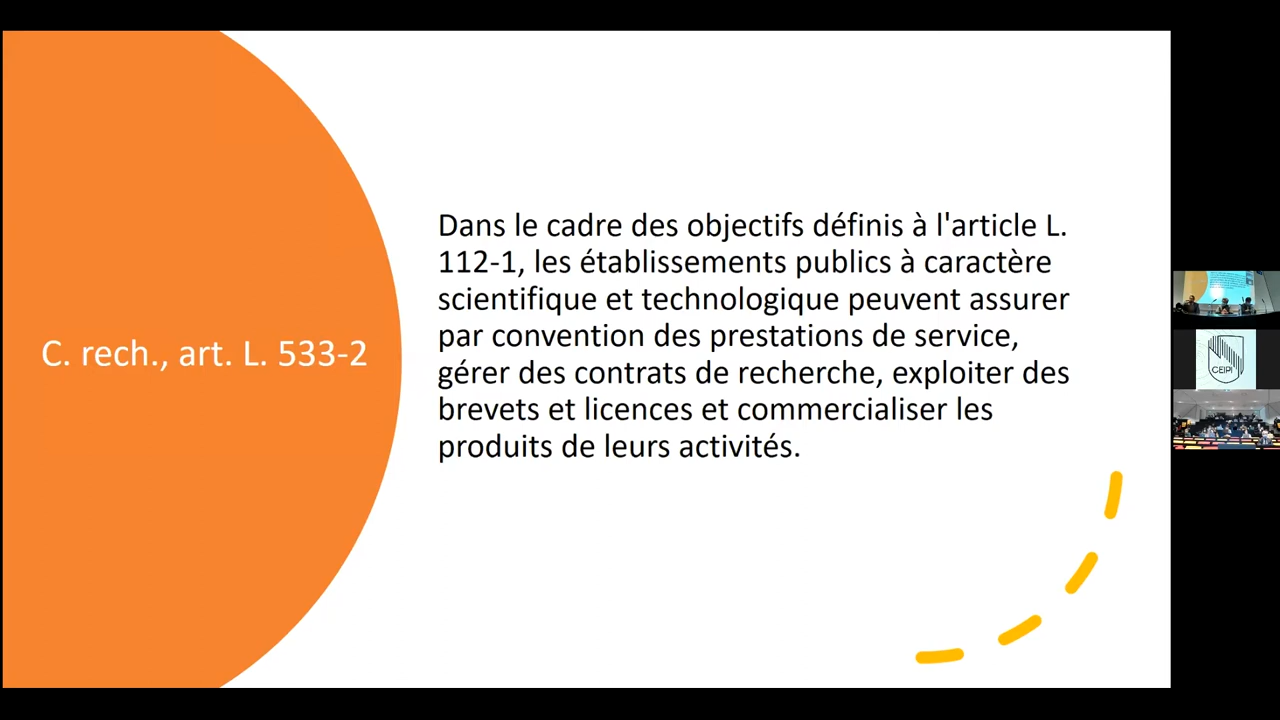 C. rech., art. L. 533-2
Dans le cadre des objectifs définis à l'article L.
112-1, les établissements publics à caractère
scientifique et technologique peuvent assurer
par convention des prestations de service,
gérer des contrats de recherche, exploiter des
brevets et licences et commercialiser les
produits de leurs activités.
CEIPI